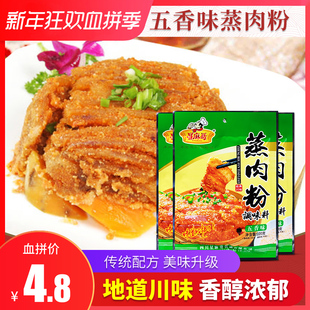 新年狂欢血拼季
五香味蒸肉粉
蒸肉粉
调味料
五香味
血拼价
¥4.8
传统配方 美味升级
地道川味 香醇浓郁